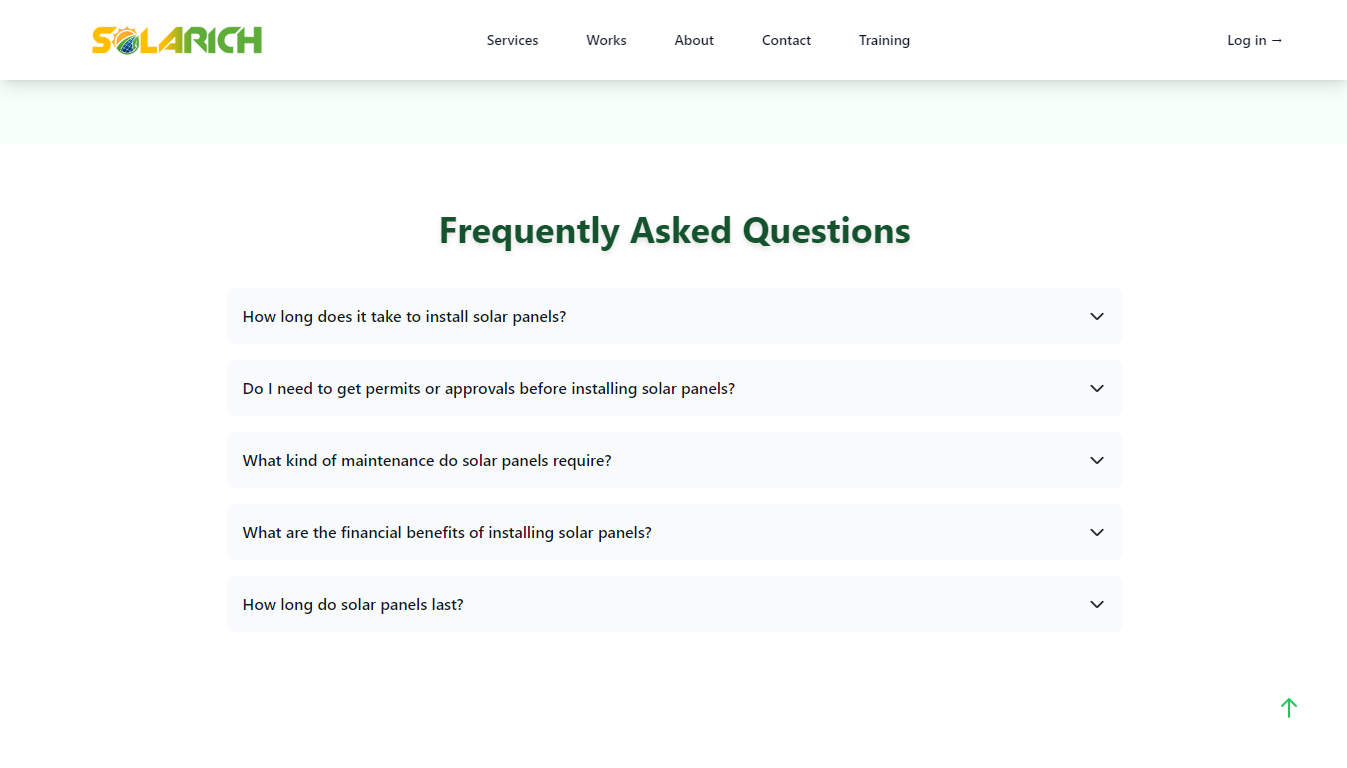 SOLARICH
Services
Works
About
Contact
Training
Log in →
Frequently Asked Questions
How long does it take to install solar panels?
Do I need to get permits or approvals before installing solar panels?
What kind of maintenance do solar panels require?
What are the financial benefits of installing solar panels?
How long do solar panels last?